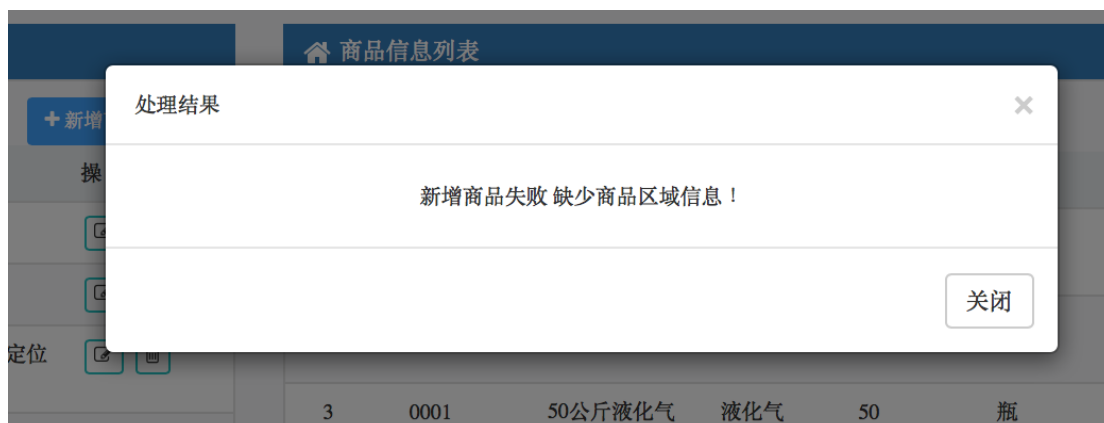 商品信息列表
处理结果
×
+ 新增
操
新增商品失败 缺少商品区域信息！
关闭
定位
3 0001 50公斤液化气 液化气 50 瓶